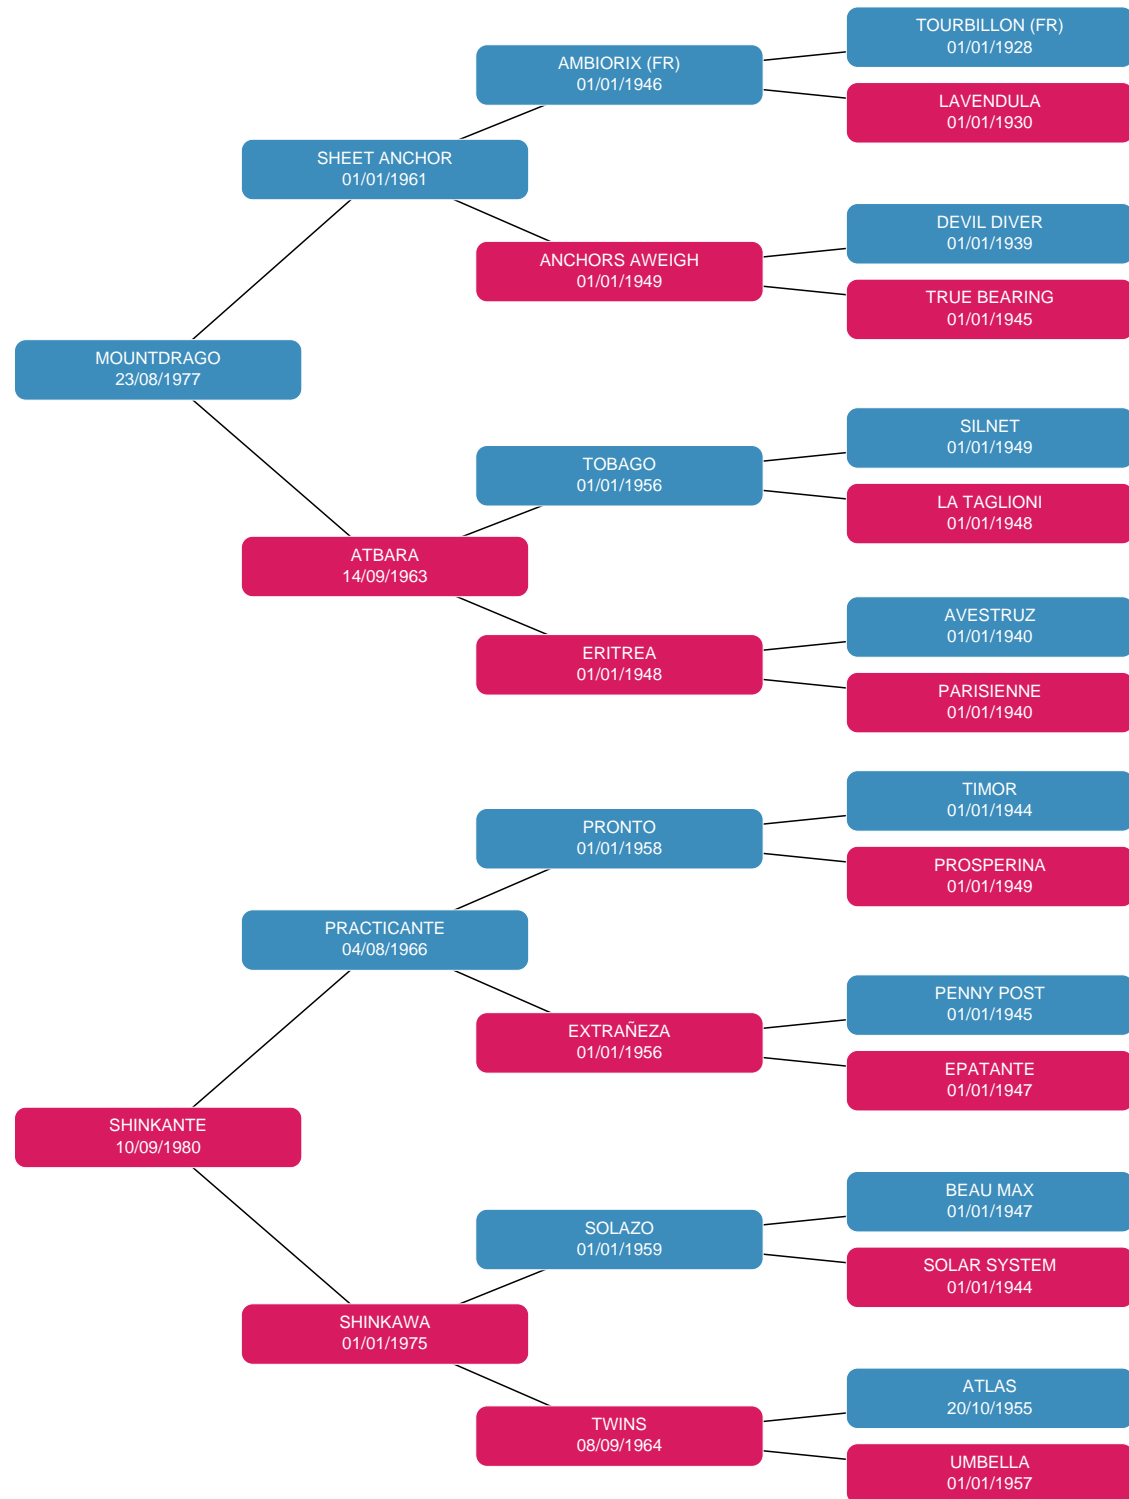 TOURBILLON (FR)
01/01/1928
AMBIORIX (FR)
01/01/1946
LAVENDULA
01/01/1930
SHEET ANCHOR
01/01/1961
DEVIL DIVER
01/01/1939
ANCHORS AWEIGH
01/01/1949
TRUE BEARING
01/01/1945
MOUNTDRAGO
23/08/1977
SILNET
01/01/1949
TOBAGO
01/01/1956
LA TAGLIONI
01/01/1948
ATBARA
14/09/1963
AVESTRUZ
01/01/1940
ERITREA
01/01/1948
PARISIENNE
01/01/1940
TIMOR
01/01/1944
PRONTO
01/01/1958
PROSPERINA
01/01/1949
PRACTICANTE
04/08/1966
PENNY POST
01/01/1945
EXTRAÑEZA
01/01/1956
EPATANTE
01/01/1947
SHINKANTE
10/09/1980
BEAU MAX
01/01/1947
SOLAZO
01/01/1959
SOLAR SYSTEM
01/01/1944
SHINKAWA
01/01/1975
ATLAS
20/10/1955
TWINS
08/09/1964
UMBELLA
01/01/1957